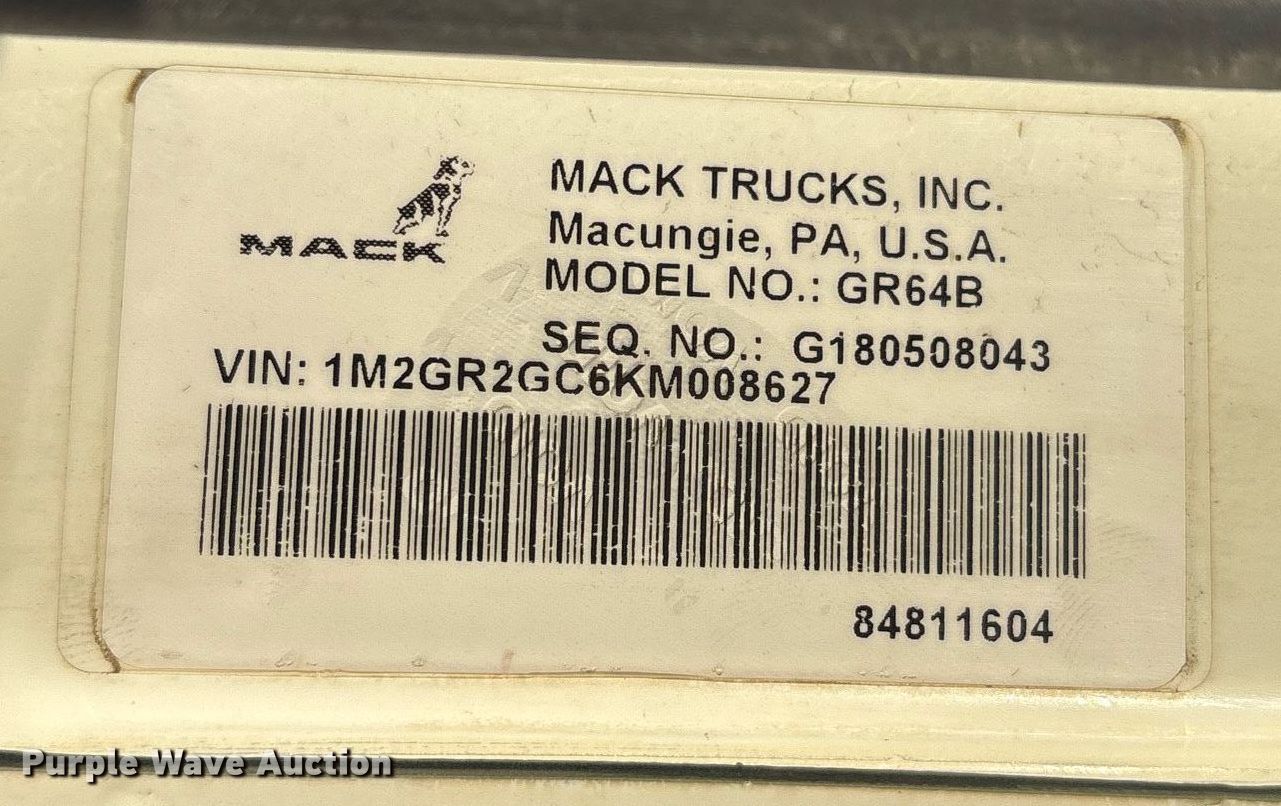 MACK
MACK TRUCKS, INC.
Macungie, PA, U.S.A.
MODEL NO.: GR64B
SEQ. NO.: G180508043
VIN: 1M2GR2GC6KM008627
84811604
Purple Wave Auction